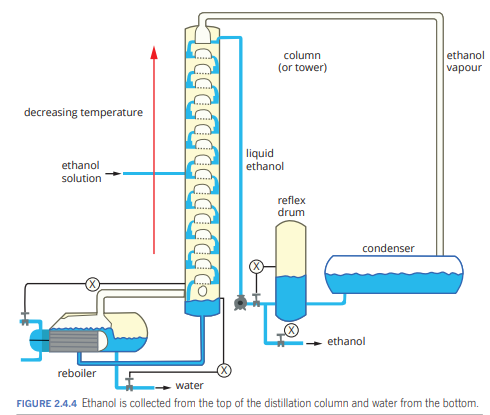 column
(or tower)
ethanol
vapour
decreasing temperature
liquid
ethanol
ethanol
solution
reflex
drum
condenser
X
X
X
X
ethanol
reboiler
water
FIGURE 2.4.4 Ethanol is collected from the top of the distillation column and water from the bottom.